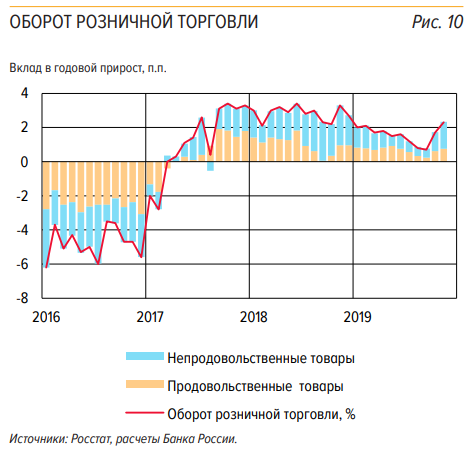 ОБОРОТ РОЗНИЧНОЙ ТОРГОВЛИ Рис. 10
Вклад в годовой прирост, п.п.
4
2
0
-2
-4
-6
-8
2016 2017 2018 2019
Непродовольственные товары
Продовольственные товары
Оборот розничной торговли, %
Источники: Росстат, расчеты Банка России.